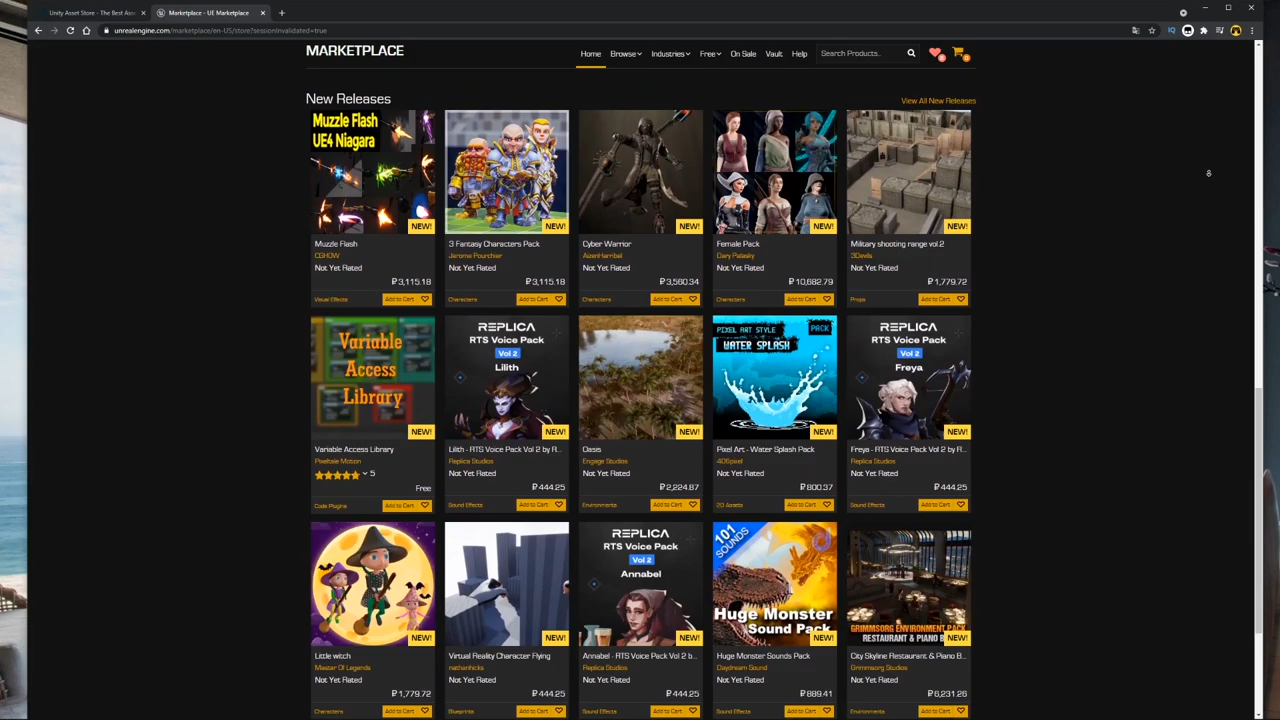 Unity Asset Store - The Best Ass
Marketplace - UE Marketplace
unrealengine.com/marketplace/en-US/store?sessionInvalidated=true
MARKETPLACE
Home Browse Industries Free On Sale Vault Help Search Products..
New Releases
View All New Releases
Muzzle Flash
UE4 Niagara
NEW! NEW! NEW! NEW! NEW!
Muzzle Flash 3 Fantasy Characters Pack Cyber Warrior Female Pack Military shooting range vol.2
CGHOW Jerome Pourchier AizenHambel Dary Palasky 3Devils
Not Yet Rated Not Yet Rated Not Yet Rated Not Yet Rated Not Yet Rated
₽3,115.18 ₽3,115.18 ₽3,560.34 ₽10,682.79 ₽1,779.72
Visual Effects Add to Cart Characters Add to Cart Characters Add to Cart Characters Add to Cart Props Add to Cart
Variable
Access
Library
REPLICA
RTS Voice Pack
Vol 2
Lilith
PIXEL ART STYLE PACK
WATER SPLASH
REPLICA
RTS Voice Pack
Vol 2
Freya
NEW! NEW! NEW! NEW! NEW!
Variable Access Library Lilith - RTS Voice Pack Vol 2 by R... Oasis Pixel Art - Water Splash Pack Freya - RTS Voice Pack Vol 2 by R...
Pixeltale Motion Replica Studios Engage Studios 406pixel Replica Studios
5 Not Yet Rated Not Yet Rated Not Yet Rated Not Yet Rated
Free ₽444.25 ₽2,224.87 ₽800.37 ₽444.25
Code Plugins Add to Cart Sound Effects Add to Cart Environments Add to Cart 2D Assets Add to Cart Sound Effects Add to Cart
REPLICA
RTS Voice Pack
Vol 2
Annabel
101
SOUNDS
Huge Monster
Sound Pack
GRIMMSORG ENVIRONMENT PACK
RESTAURANT & PIANO B
NEW! NEW! NEW! NEW! NEW!
Little witch Virtual Reality Character Flying Annabel - RTS Voice Pack Vol 2 b... Huge Monster Sounds Pack City Skyline Restaurant & Piano B...
Master Of Legends nathanhicks Replica Studios Daydream Sound Grimmsorg Studios
Not Yet Rated Not Yet Rated Not Yet Rated Not Yet Rated Not Yet Rated
₽1,779.72 ₽444.25 ₽444.25 ₽889.41 ₽6,231.26
Characters Add to Cart Blueprints Add to Cart Sound Effects Add to Cart Sound Effects Add to Cart Environments Add to Cart